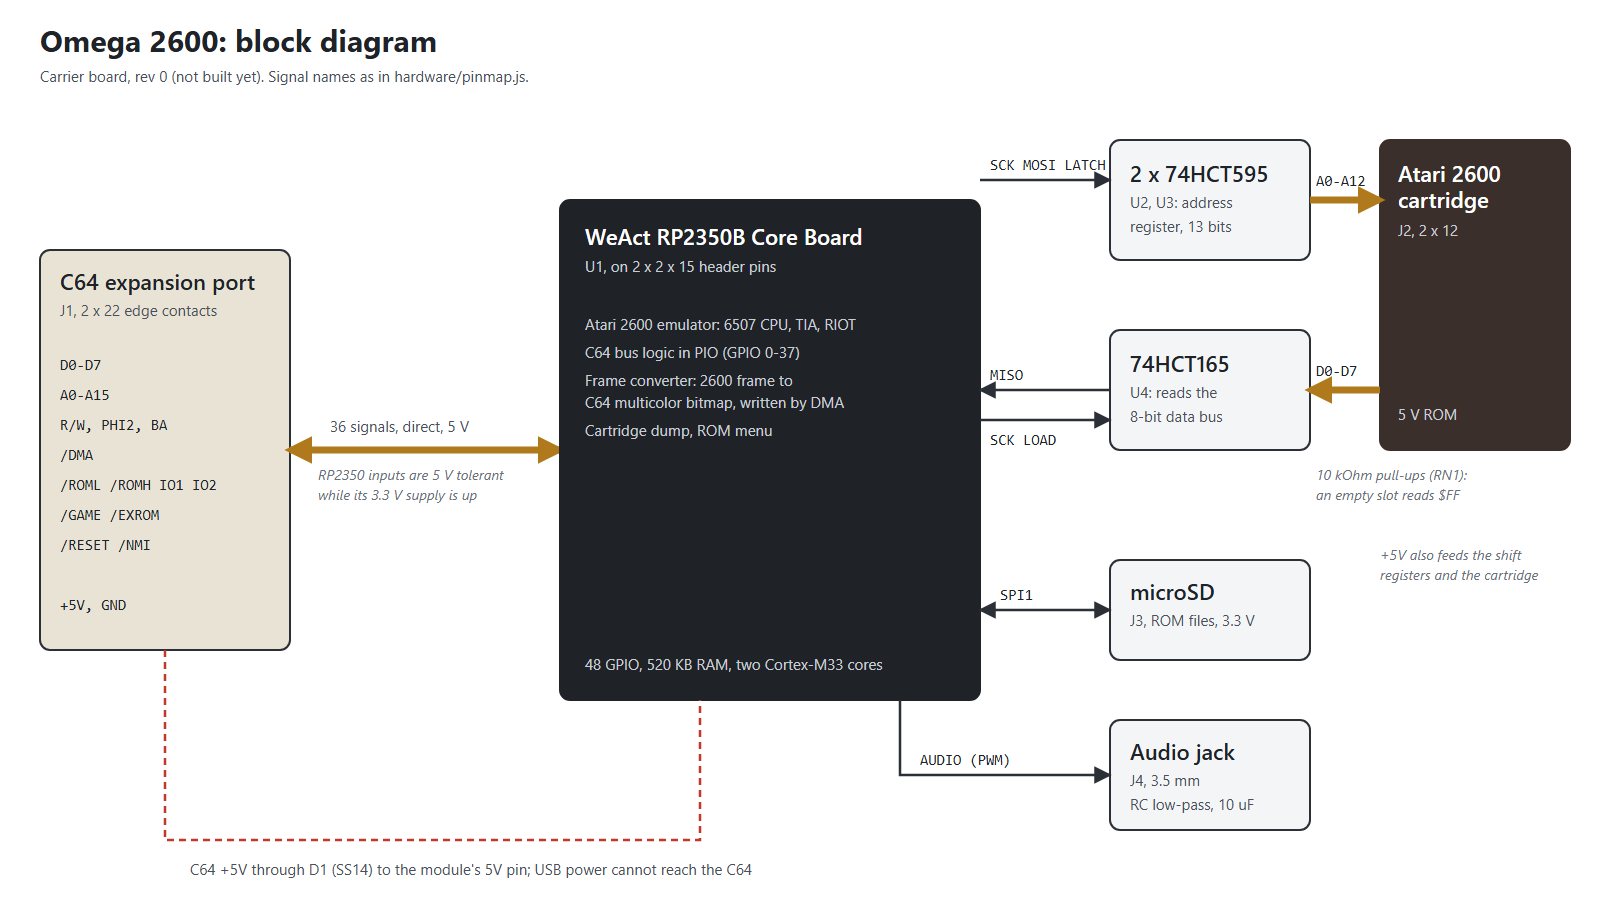 Omega 2600: block diagram
Carrier board, rev 0 (not built yet). Signal names as in hardware/pinmap.js.
C64 expansion port
J1, 2 x 22 edge contacts
D0-D7
A0-A15
R/W, PHI2, BA
/DMA
/ROML /ROMH IO1 IO2
/GAME /EXROM
/RESET /NMI
+5V, GND
36 signals, direct, 5 V
RP2350 inputs are 5 V tolerant
while its 3.3 V supply is up
WeAct RP2350B Core Board
U1, on 2 x 2 x 15 header pins
Atari 2600 emulator: 6507 CPU, TIA, RIOT
C64 bus logic in PIO (GPIO 0-37)
Frame converter: 2600 frame to
C64 multicolor bitmap, written by DMA
Cartridge dump, ROM menu
48 GPIO, 520 KB RAM, two Cortex-M33 cores
SCK MOSI LATCH
2 x 74HCT595
U2, U3: address
register, 13 bits
A0-A12
Atari 2600
cartridge
J2, 2 x 12
5 V ROM
MISO
SCK LOAD
74HCT165
U4: reads the
8-bit data bus
D0-D7
10 kOhm pull-ups (RN1):
an empty slot reads $FF
+5V also feeds the shift
registers and the cartridge
SPI1
microSD
J3, ROM files, 3.3 V
AUDIO (PWM)
Audio jack
J4, 3.5 mm
RC low-pass, 10 uF
C64 +5V through D1 (SS14) to the module's 5V pin; USB power cannot reach the C64